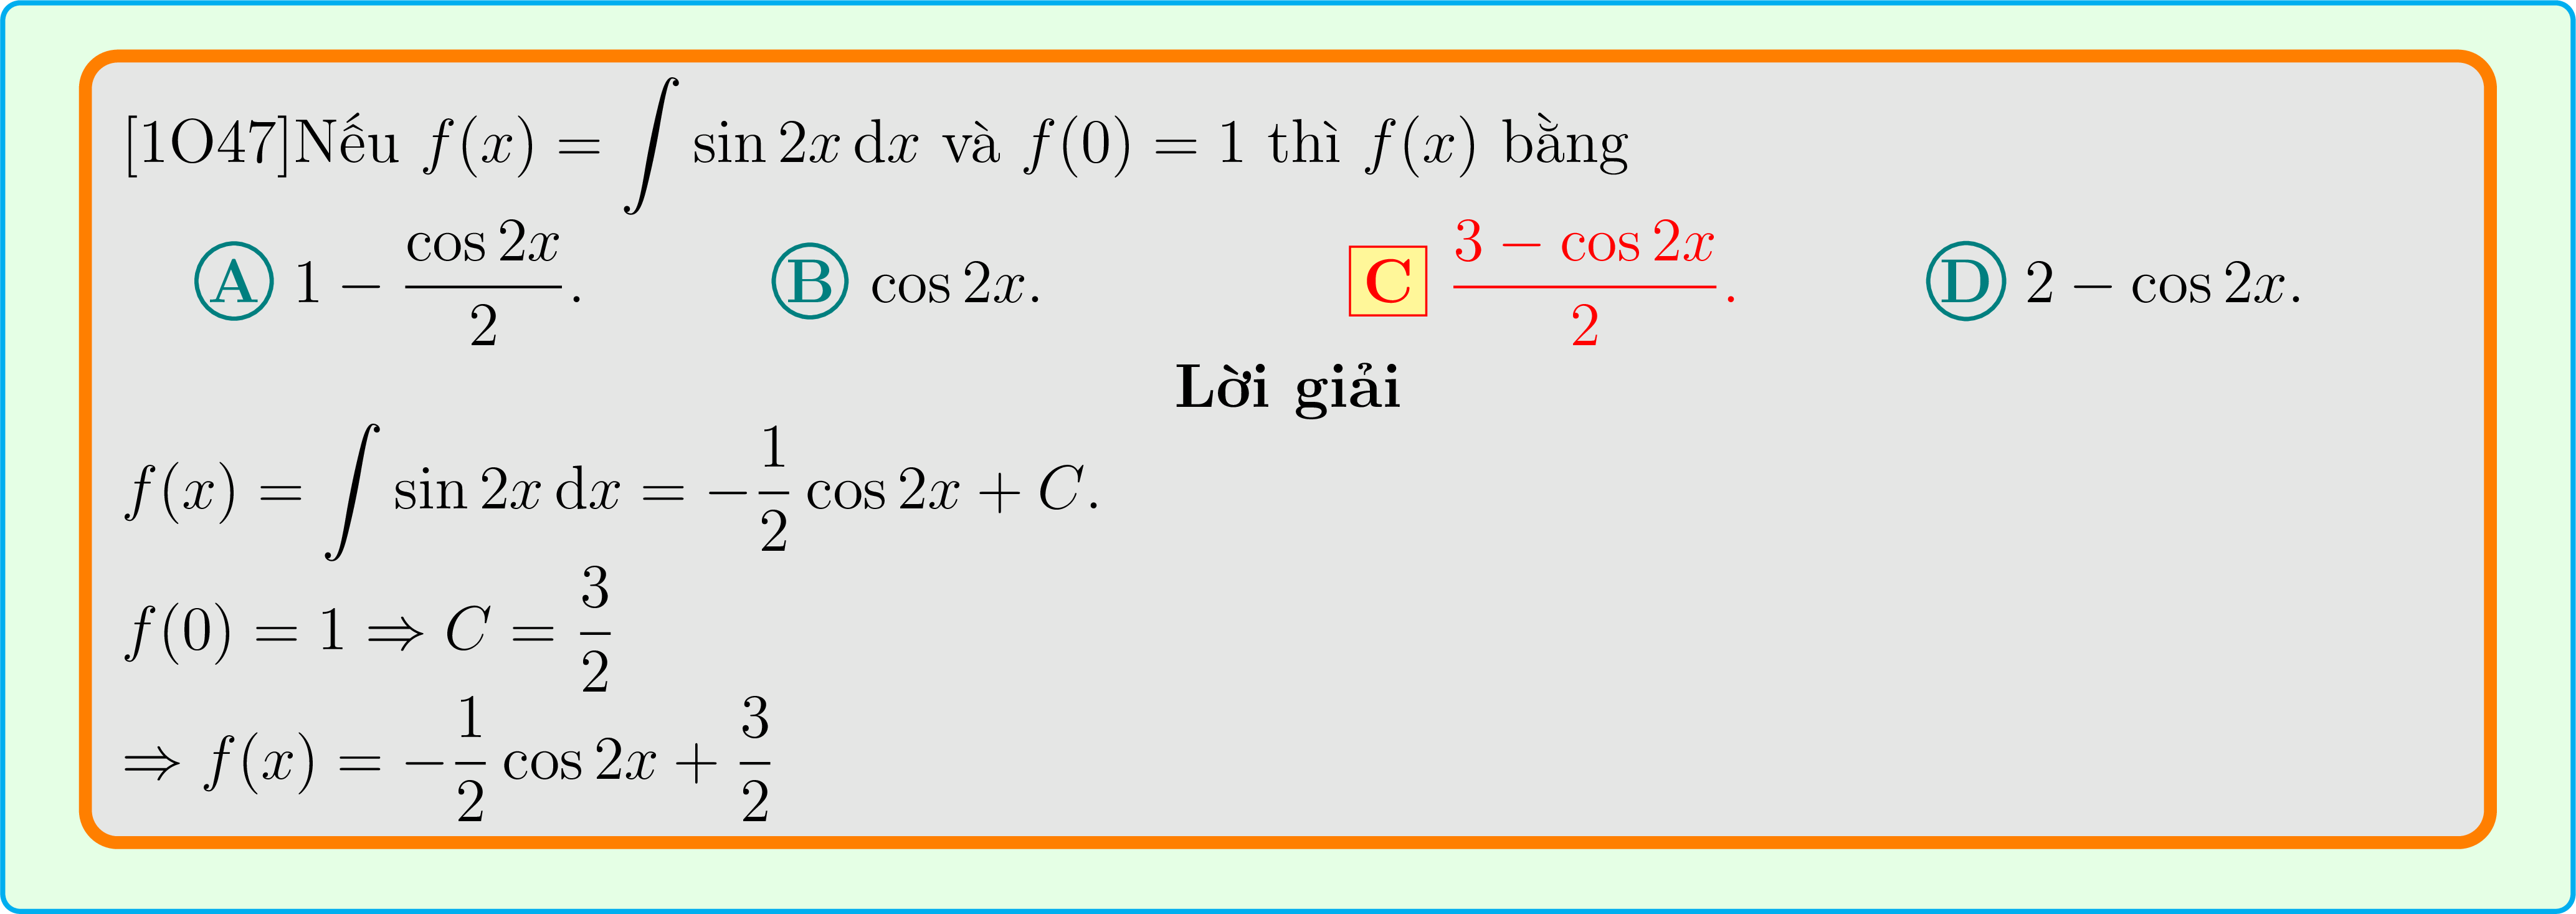 [1O47]Nếu $f(x) = \int \sin 2x \, \mathrm{d}x$ và $f(0) = 1$ thì $f(x)$ bằng
A $1 - \frac{\cos 2x}{2}$. B $\cos 2x$. C $\frac{3 - \cos 2x}{2}$. D $2 - \cos 2x$.
Lời giải
$f(x) = \int \sin 2x \, \mathrm{d}x = -\frac{1}{2} \cos 2x + C$.
$f(0) = 1 \Rightarrow C = \frac{3}{2}$
$\Rightarrow f(x) = -\frac{1}{2} \cos 2x + \frac{3}{2}$